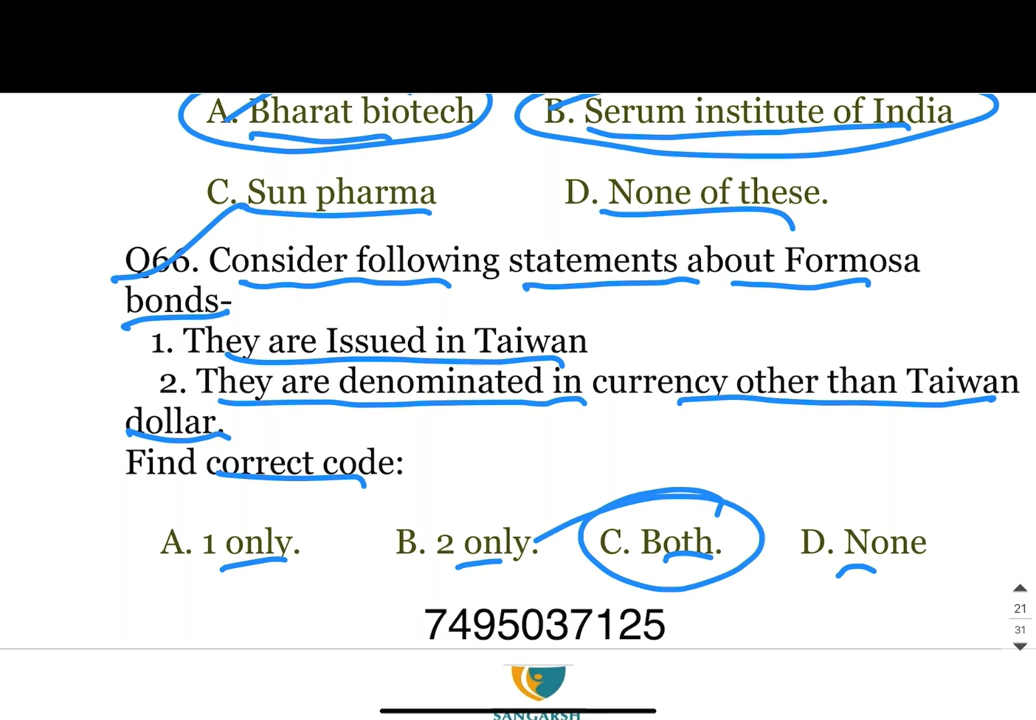 A. Bharat biotech B. Serum institute of India
C. Sun pharma D. None of these.
Q66. Consider following statements about Formosa
bonds-
1. They are Issued in Taiwan
2. They are denominated in currency other than Taiwan
dollar.
Find correct code:
A. 1 only. B. 2 only. C. Both. D. None
7495037125
21
31
SANGARSH